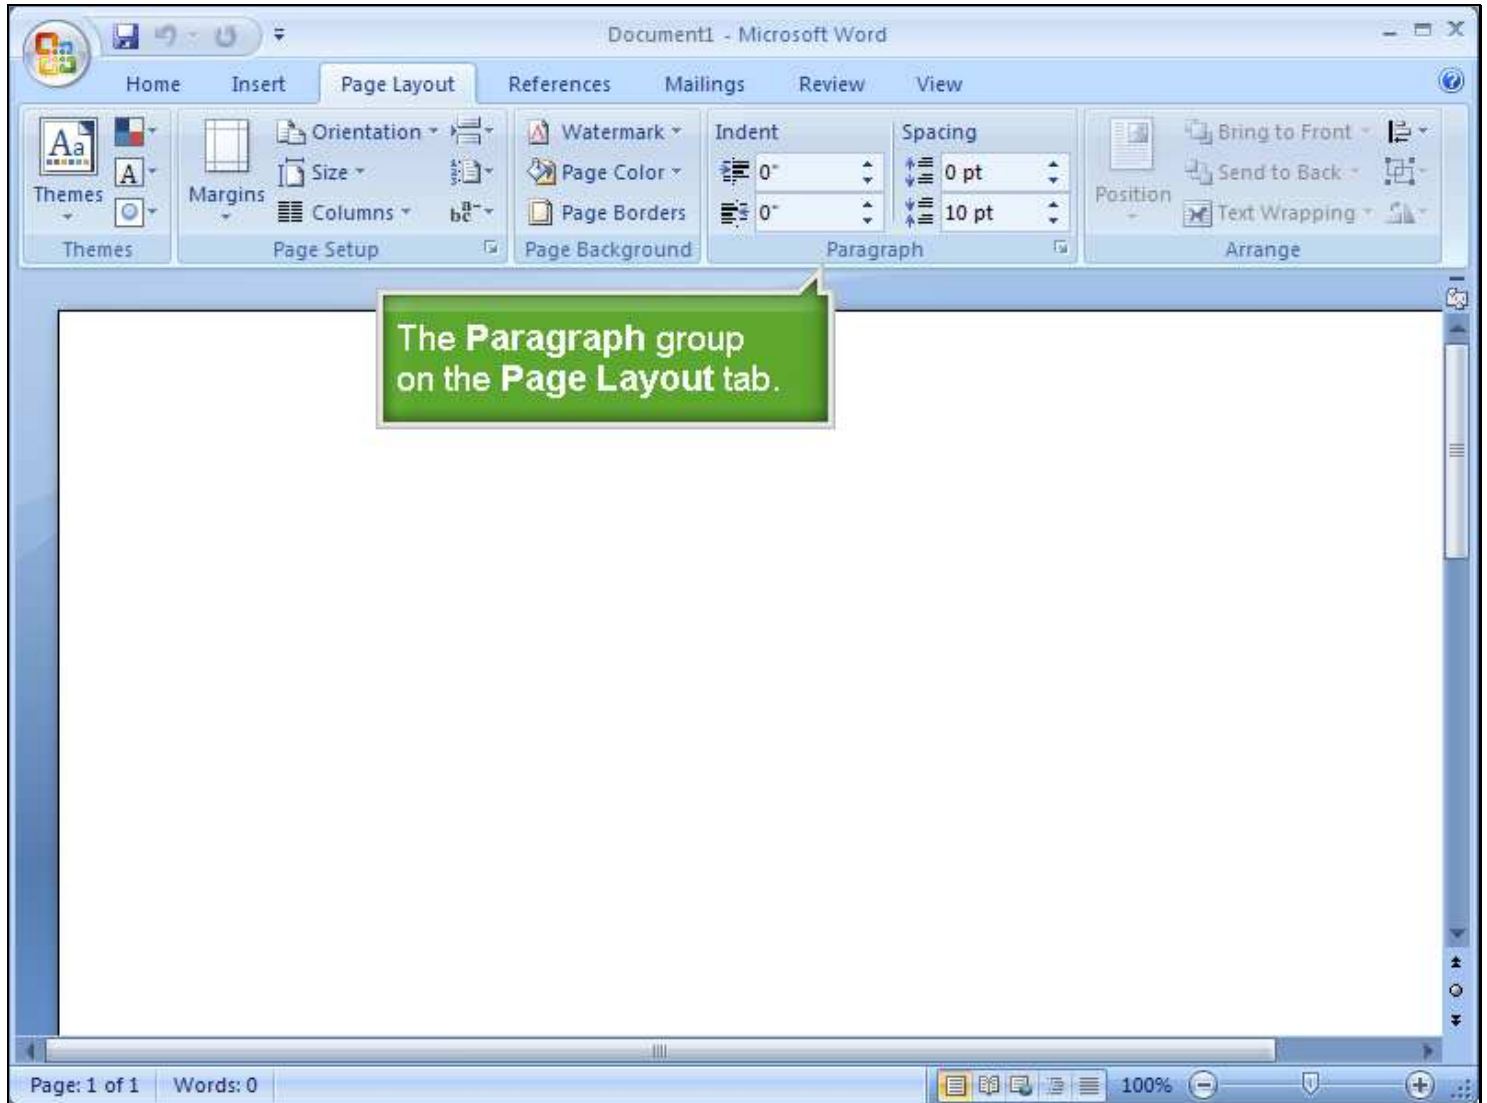 Document1 - Microsoft Word
Home Insert Page Layout References Mailings Review View
Orientation Watermark Indent Spacing Bring to Front
Size Page Color 0" 0 pt Send to Back
Themes Margins Position
Columns Page Borders 0" 10 pt Text Wrapping
Themes Page Setup Page Background Paragraph Arrange
The Paragraph group
on the Page Layout tab.
Page: 1 of 1 Words: 0 100%